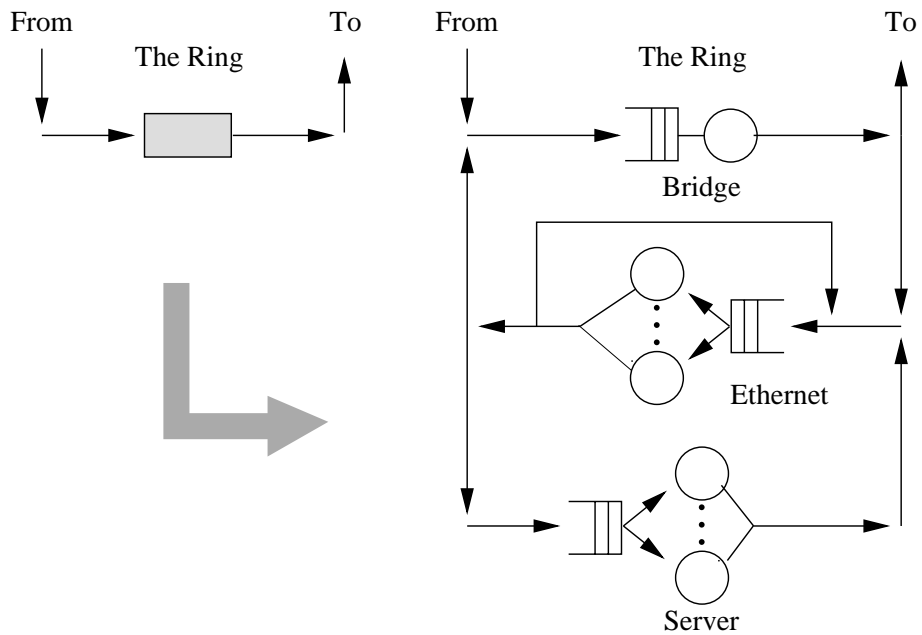 From
To
The Ring
From
To
The Ring
Bridge
Ethernet
Server